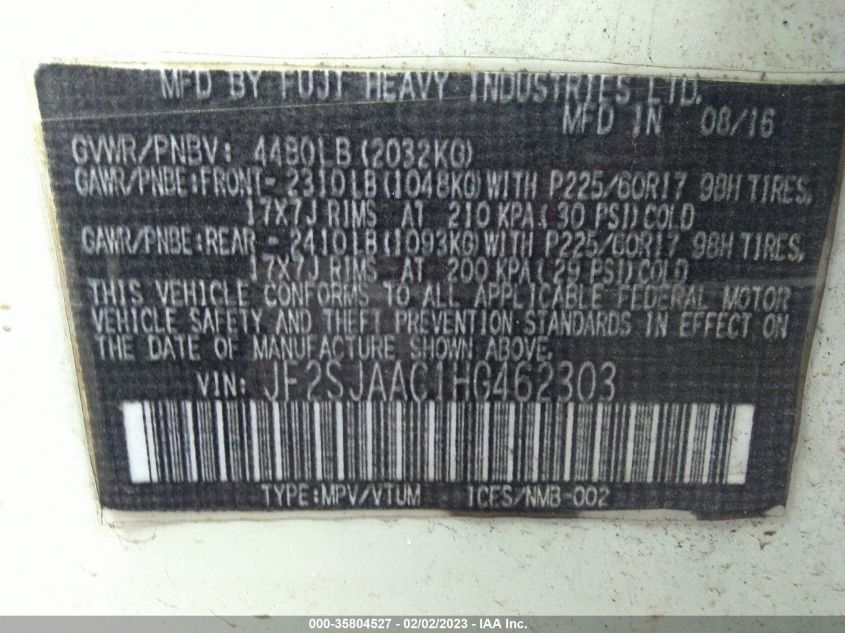 MFD BY FUJI HEAVY INDUSTRIES LTD.
MFD IN 08/16
GVWR/PNBV: 4480LB (2032KG)
GAWR/PNBE:FRONT- 2310LB (1048KG) WITH P225/60R17 98H TIRES,
17X7J RIMS AT 210 KPA( 30 PSI) COLD
GAWR/PNBE:REAR - 2410LB (1093KG) WITH P225/60R17 98H TIRES,
17X7J RIMS AT 200 KPA( 29 PSI) COLD
THIS VEHICLE CONFORMS TO ALL APPLICABLE FEDERAL MOTOR
VEHICLE SAFETY AND THEFT PREVENTION STANDARDS IN EFFECT ON
THE DATE OF MANUFACTURE SHOWN ABOVE.
VIN: JF2SJAAC1HG462303
TYPE:MPV/VTUM ICES/NMB-002
000-35804527 - 02/02/2023 - IAA Inc.